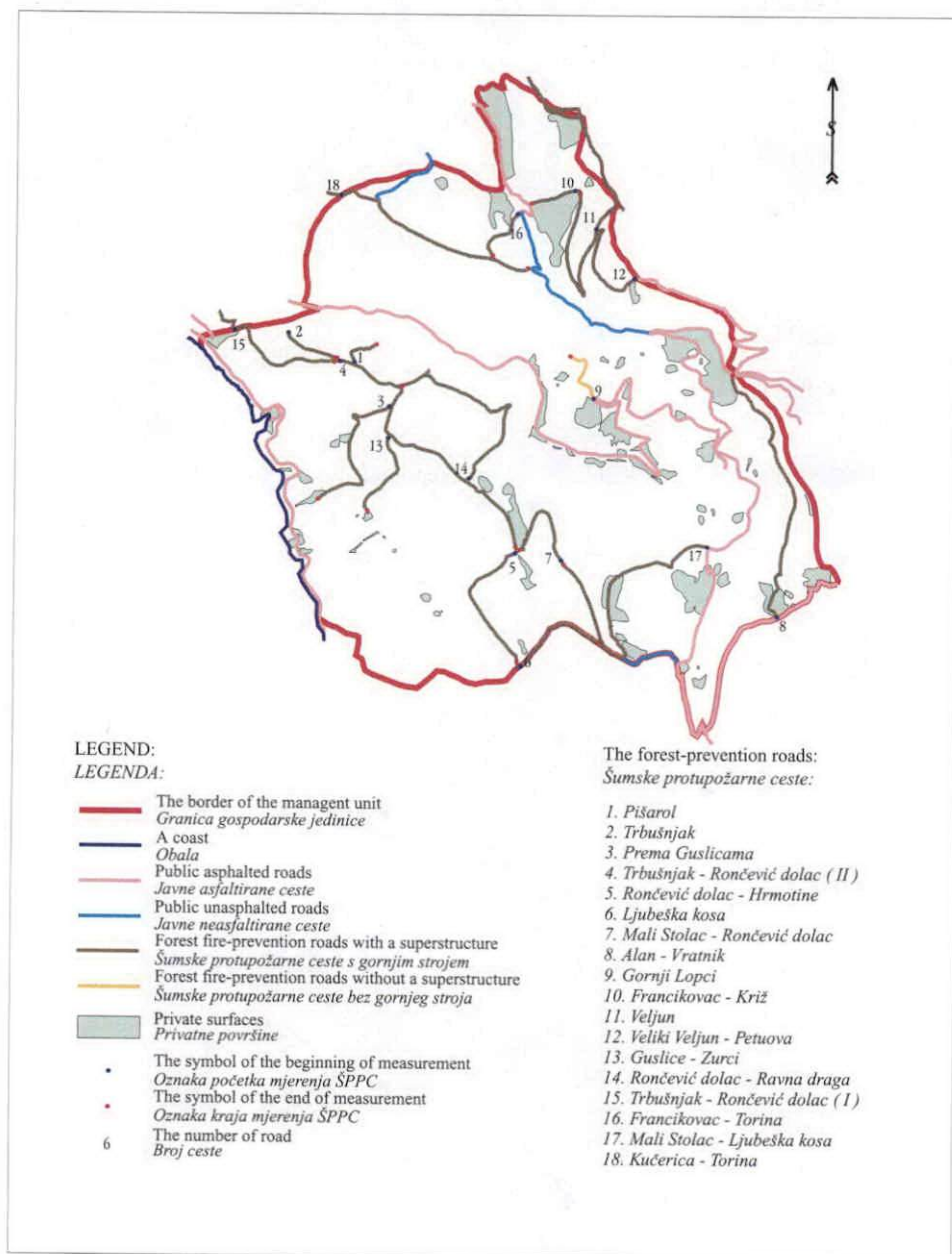 S
18
10
16
11
12
2
15
4
1
3
9
13
14
5
7
17
6
8
LEGEND:
LEGENDA:
The border of the managent unit
Granica gospodarske jedinice
A coast
Obala
Public asphalted roads
Javne asfaltirane ceste
Public unasphalted roads
Javne neasfaltirane ceste
Forest fire-prevention roads with a superstructure
Šumske protupožarne ceste s gornjim strojem
Forest fire-prevention roads without a superstructure
Šumske protupožarne ceste bez gornjeg stroja
Private surfaces
Privatne površine
The symbol of the beginning of measurement
Oznaka početka mjerenja ŠPPC
The symbol of the end of measurement
Oznaka kraja mjerenja ŠPPC
6
The number of road
Broj ceste
The forest-prevention roads:
Šumske protupožarne ceste:
1. Pišarol
2. Trbušnjak
3. Prema Guslicama
4. Trbušnjak - Rončević dolac ( II )
5. Rončević dolac - Hrmotine
6. Ljubeška kosa
7. Mali Stolac - Rončević dolac
8. Alan - Vratnik
9. Gornji Lopci
10. Francikovac - Križ
11. Veljun
12. Veliki Veljun - Petuova
13. Guslice - Zurci
14. Rončević dolac - Ravna draga
15. Trbušnjak - Rončević dolac ( I )
16. Francikovac - Torina
17. Mali Stolac - Ljubeška kosa
18. Kučerica - Torina